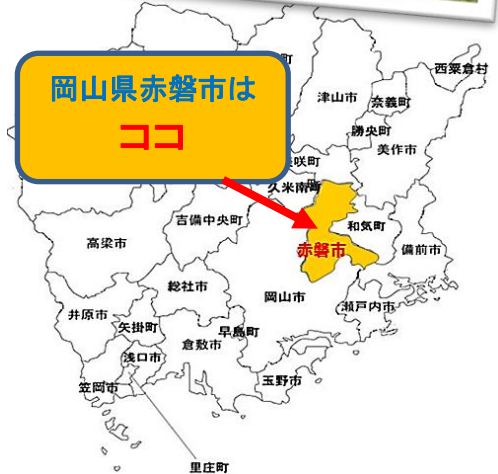 岡山県赤磐市は
ココ
町
西粟倉村
津山市
奈義町
勝央町
美作市
咲町
久米南町
吉備中央町
和気町
高梁市
赤磐市
備前市
総社市
岡山市
瀬戸内市
井原市
矢掛町
早島町
倉敷市
浅口市
笠岡市
玉野市
里庄町